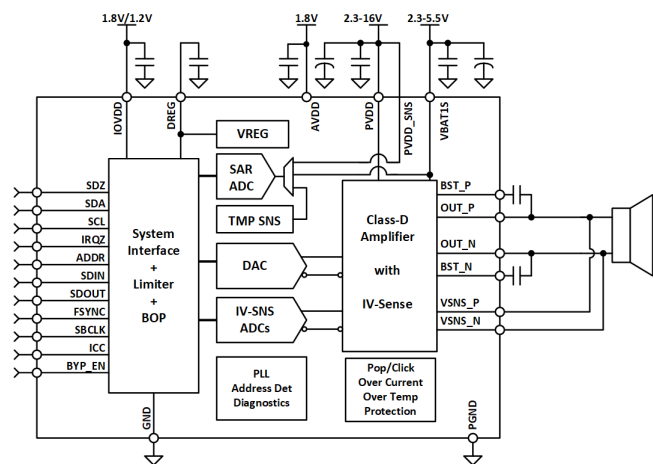 1.8V/1.2V
1.8V
2.3-16V
2.3-5.5V
IOVDD
DREG
AVDD
PVDD
PVDD_SNS
VBAT1S
VREG
SAR
ADC
TMP SNS
DAC
IV-SNS
ADCs
PLL
Address Det
Diagnostics
System
Interface
+
Limiter
+
BOP
Class-D
Amplifier
with
IV-Sense
Pop/Click
Over Current
Over Temp
Protection
SDZ
SDA
SCL
IRQZ
ADDR
SDIN
SDOUT
FSYNC
SBCLK
ICC
BYP_EN
BST_P
OUT_P
OUT_N
BST_N
VSNS_P
VSNS_N
GND
PGND